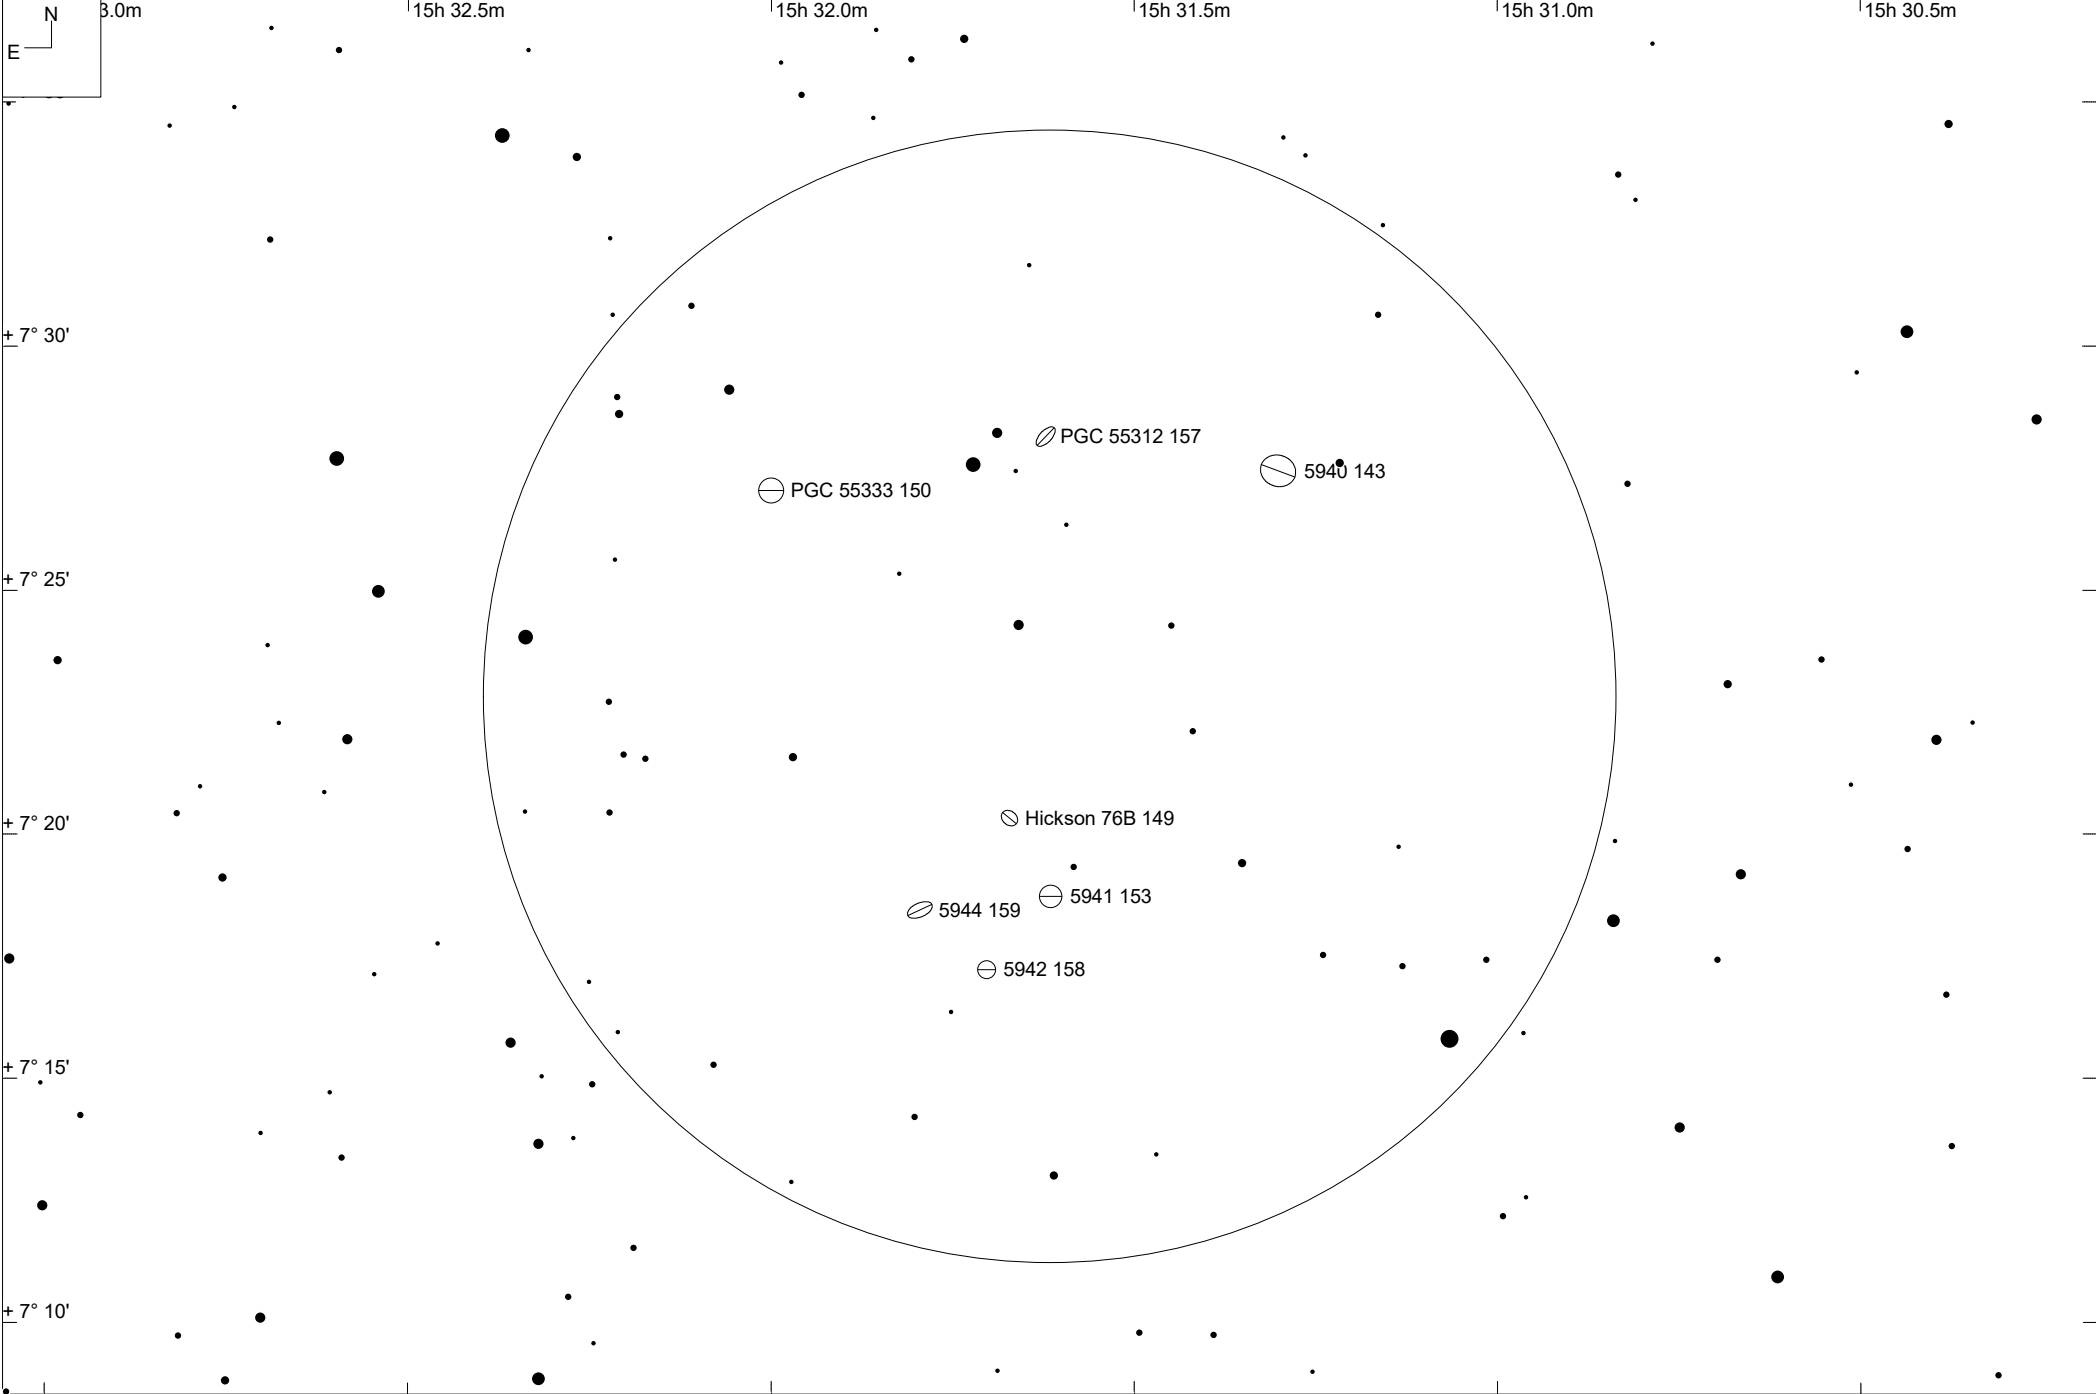 N
E
3.0m
15h 32.5m
15h 32.0m
15h 31.5m
15h 31.0m
15h 30.5m
+ 7° 30'
PGC 55312 157
5940 143
PGC 55333 150
+ 7° 25'
+ 7° 20'
Hickson 76B 149
5941 153
5944 159
5942 158
+ 7° 15'
+ 7° 10'